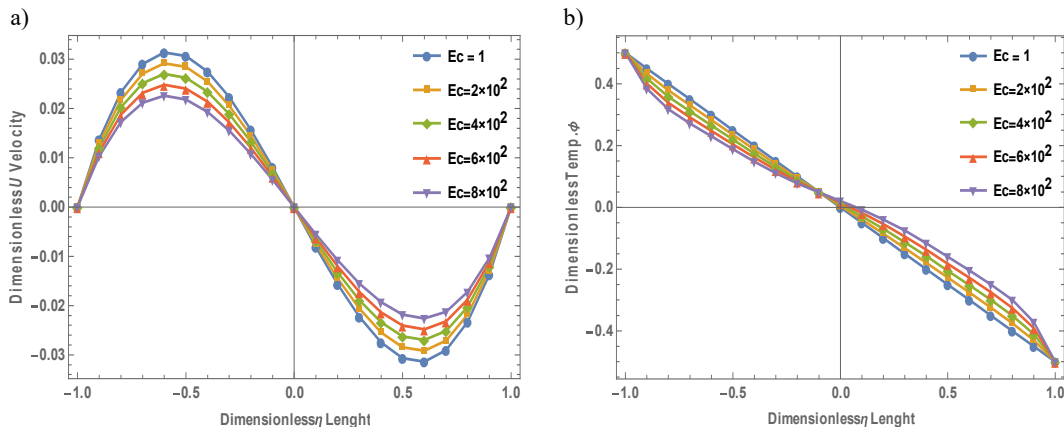 a)
Dimensionless U Velocity
0.03
0.02
0.01
0.00
−0.01
−0.02
−0.03
Ec = 1
Ec=2×10²
Ec=4×10²
Ec=6×10²
Ec=8×10²
−1.0
−0.5
0.0
0.5
1.0
Dimensionlessη Lenght
b)
DimensionlessTemp.ϕ
0.4
0.2
0.0
−0.2
−0.4
Ec = 1
Ec=2×10²
Ec=4×10²
Ec=6×10²
Ec=8×10²
−1.0
−0.5
0.0
0.5
1.0
Dimensionlessη Lenght